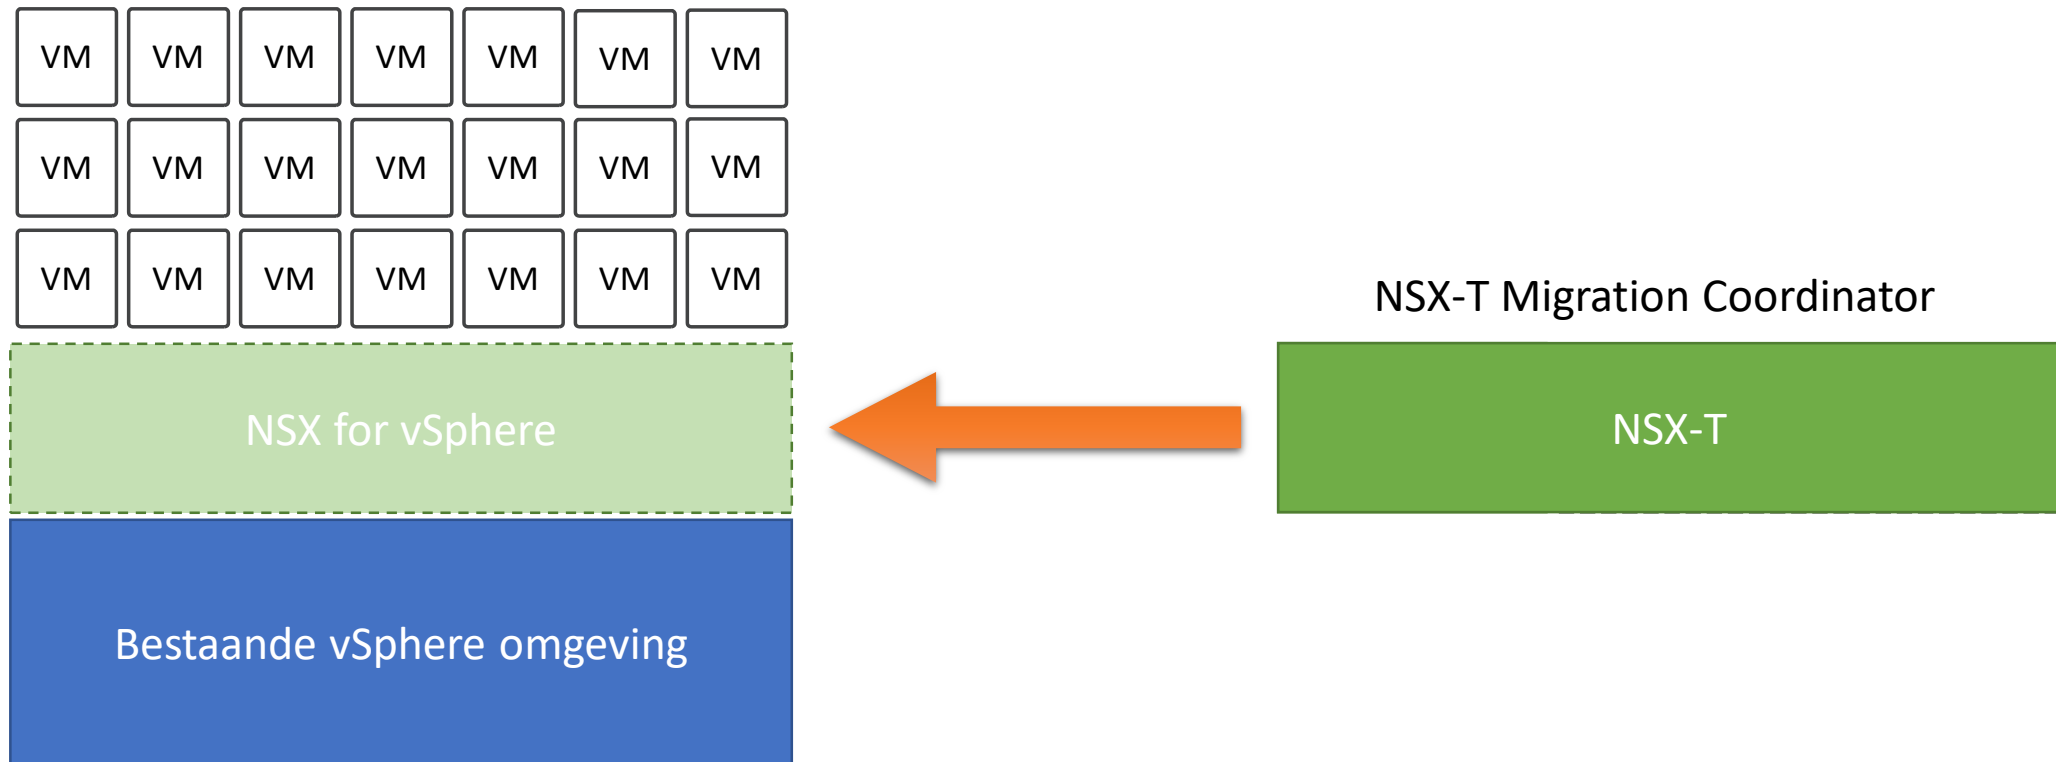 VM VM VM VM VM VM VM
VM VM VM VM VM VM VM
VM VM VM VM VM VM VM
NSX-T Migration Coordinator
NSX for vSphere
NSX-T
Bestaande vSphere omgeving